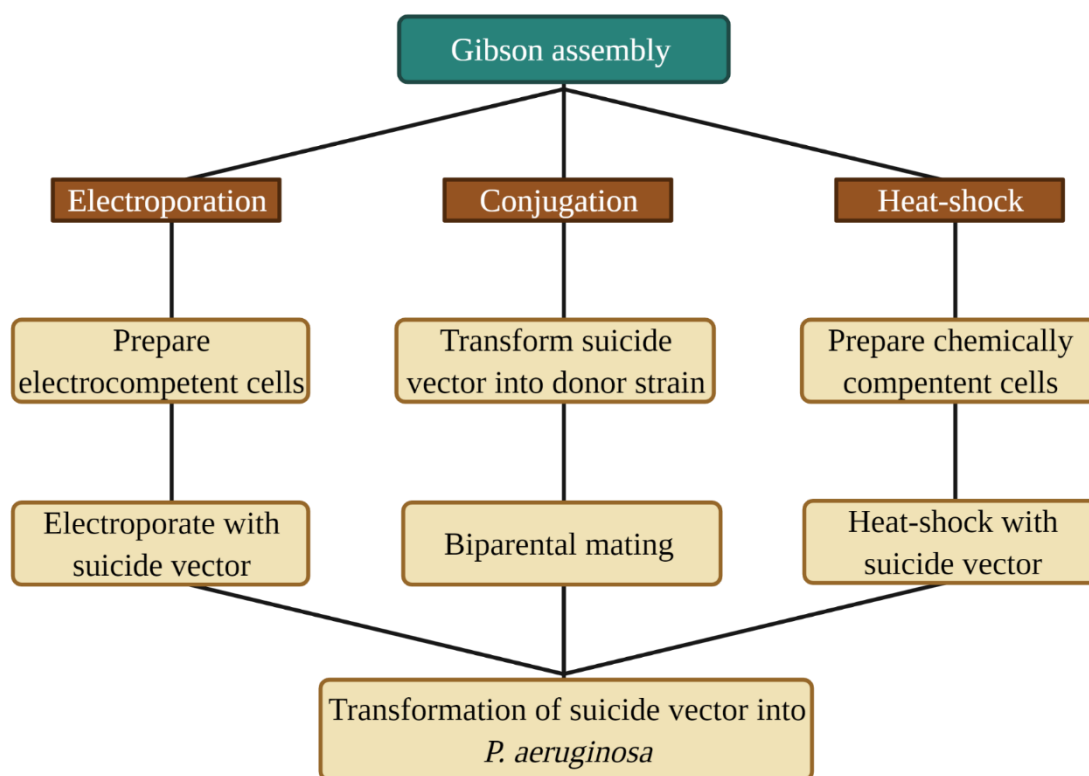 Gibson assembly
Electroporation
Conjugation
Heat-shock
Prepare
electrocompetent cells
Transform suicide
vector into donor strain
Prepare chemically
compentent cells
Electroporate with
suicide vector
Biparental mating
Heat-shock with
suicide vector
Transformation of suicide vector into
P. aeruginosa